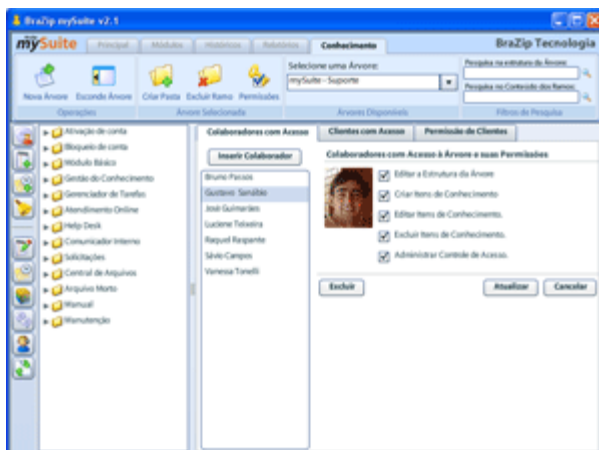 BraZip mySuite v2.1
mySuite
Principal
Módulos
Históricos
Relatórios
Conhecimento
BraZip Tecnologia
Nova Árvore
Esconde Árvore
Operações
Criar Pasta
Excluir Ramo
Permissões
Árvore Selecionada
Selecione uma Árvore:
mySuite - Suporte
Árvores Disponíveis
Pesquisa na estrutura da Árvore:
Pesquisa no Conteúdo dos Ramos:
Filtros de Pesquisa
Ativação de conta
Bloqueio de conta
Módulo Básico
Gestão do Conhecimento
Gerenciador de Tarefas
Atendimento Online
Help Desk
Comunicador Interno
Solicitações
Central de Arquivos
Arquivo Morto
Manual
Manutenção
Colaboradores com Acesso
Clientes com Acesso
Permissão de Clientes
Inserir Colaborador
Bruno Passos
Gustavo Sanábio
José Guimarães
Luciene Teixeira
Raquel Raspante
Sávio Campos
Vanessa Tonelli
Colaboradores com Acesso à Árvore e suas Permissões
Editar a Estrutura da Árvore
Criar Itens de Conhecimento
Editar Itens de Conhecimento.
Excluir Itens de Conhecimento.
Administrar Controle de Acesso.
Excluir
Atualizar
Cancelar